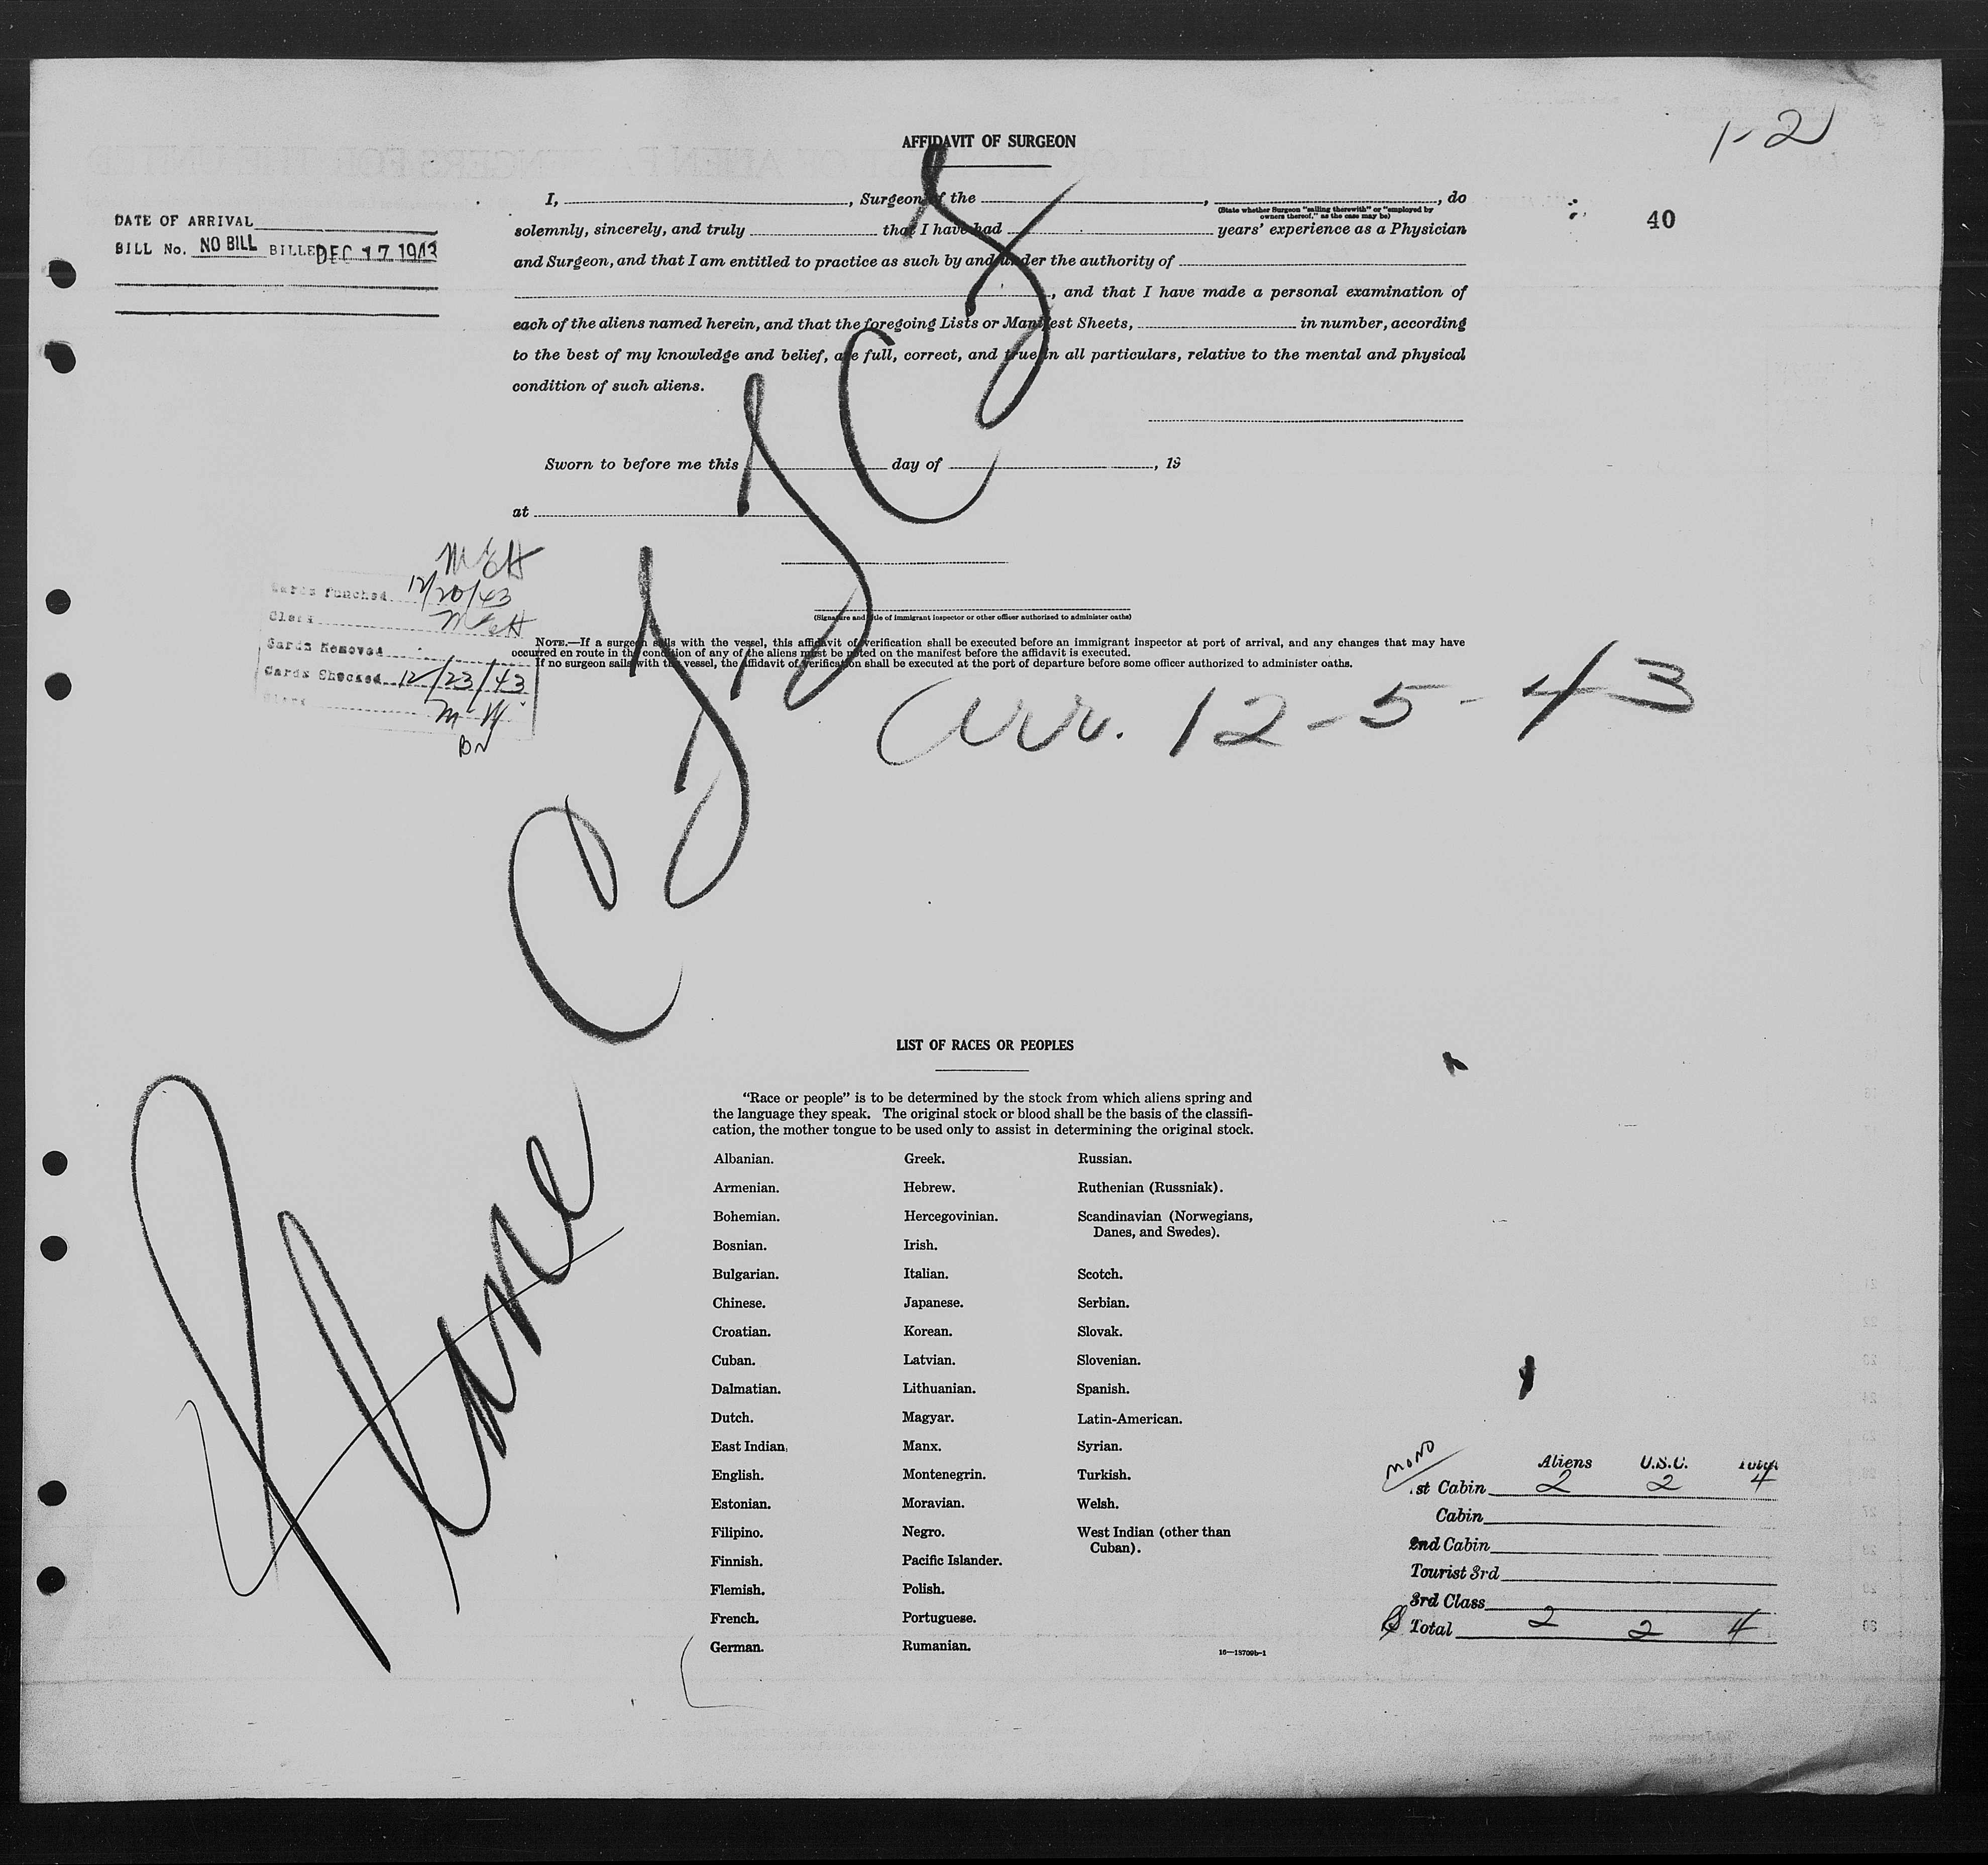 1-2
AFFIDAVIT OF SURGEON
40
DATE OF ARRIVAL
BILL No. NO BILL BILLED DEC 17 1943
I, , Surgeon of the , , do
(State whether Surgeon "sailing therewith" or "employed by
owners thereof," as the case may be)
solemnly, sincerely, and truly that I have had years' experience as a Physician
and Surgeon, and that I am entitled to practice as such by and under the authority of
, and that I have made a personal examination of
each of the aliens named herein, and that the foregoing Lists or Manifest Sheets, in number, according
to the best of my knowledge and belief, are full, correct, and true in all particulars, relative to the mental and physical
condition of such aliens.
Sworn to before me this day of , 19
at
(Signature and title of immigrant inspector or other officer authorized to administer oaths)
NOTE.—If a surgeon sails with the vessel, this affidavit of verification shall be executed before an immigrant inspector at port of arrival, and any changes that may have
occurred en route in the condition of any of the aliens must be noted on the manifest before the affidavit is executed.
If no surgeon sails with the vessel, the affidavit of verification shall be executed at the port of departure before some officer authorized to administer oaths.
Cards Punched 12/20/43
Clerk
Cards Removed
Cards Checked 12/23/43
Clerk
BN
Arr. 12-5-43
Plane
LIST OF RACES OR PEOPLES
"Race or people" is to be determined by the stock from which aliens spring and
the language they speak. The original stock or blood shall be the basis of the classifi-
cation, the mother tongue to be used only to assist in determining the original stock.
Albanian. Greek. Russian.
Armenian. Hebrew. Ruthenian (Russniak).
Bohemian. Hercegovinian. Scandinavian (Norwegians,
Danes, and Swedes).
Bosnian. Irish.
Bulgarian. Italian. Scotch.
Chinese. Japanese. Serbian.
Croatian. Korean. Slovak.
Cuban. Latvian. Slovenian.
Dalmatian. Lithuanian. Spanish.
Dutch. Magyar. Latin-American.
East Indian. Manx. Syrian.
English. Montenegrin. Turkish.
Estonian. Moravian. Welsh.
Filipino. Negro. West Indian (other than
Cuban).
Finnish. Pacific Islander.
Flemish. Polish.
French. Portuguese.
German. Rumanian.
16—18709b-1
MONO
Aliens U.S.C. Total
1st Cabin 2 2 4
Cabin
2nd Cabin
Tourist 3rd
3rd Class
Total 2 2 4